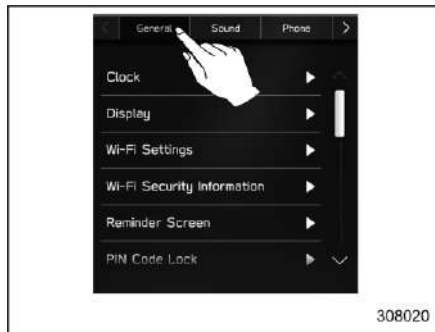 General Sound Phone
Clock
Display
Wi-Fi Settings
Wi-Fi Security Information
Reminder Screen
PIN Code Lock
308020